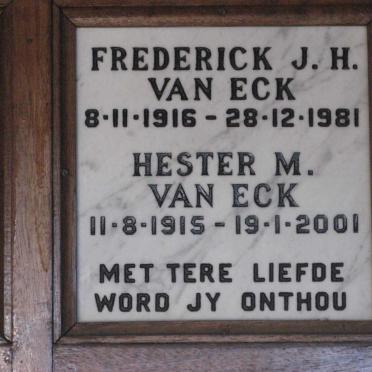 FREDERICK J. H.
VAN ECK
8-11-1916 - 28-12-1981
HESTER M.
VAN ECK
11-8-1915 - 19-1-2001
MET TERE LIEFDE
WORD JY ONTHOU